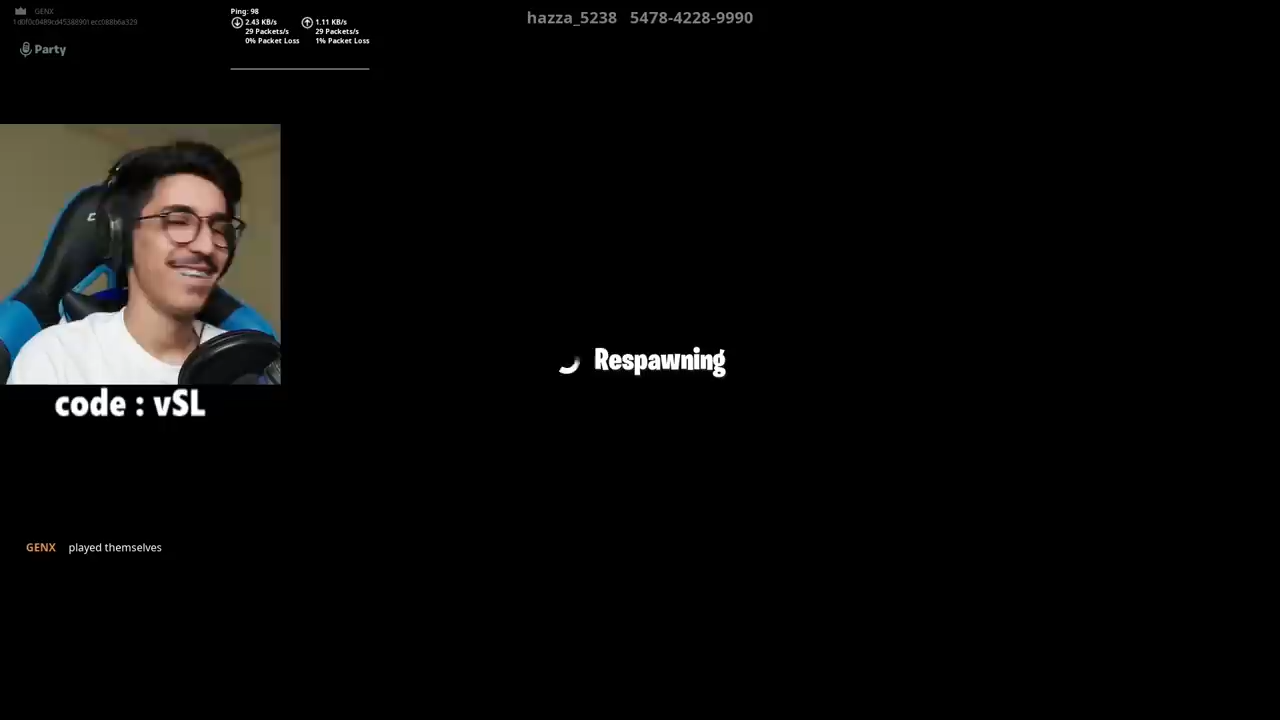 GENX
Party
Ping: 98
2.43 KB/s 1.11 KB/s
29 Packets/s 29 Packets/s
0% Packet Loss 1% Packet Loss
hazza_5238 5478-4228-9990
Respawning
code : vSL
GENX played themselves